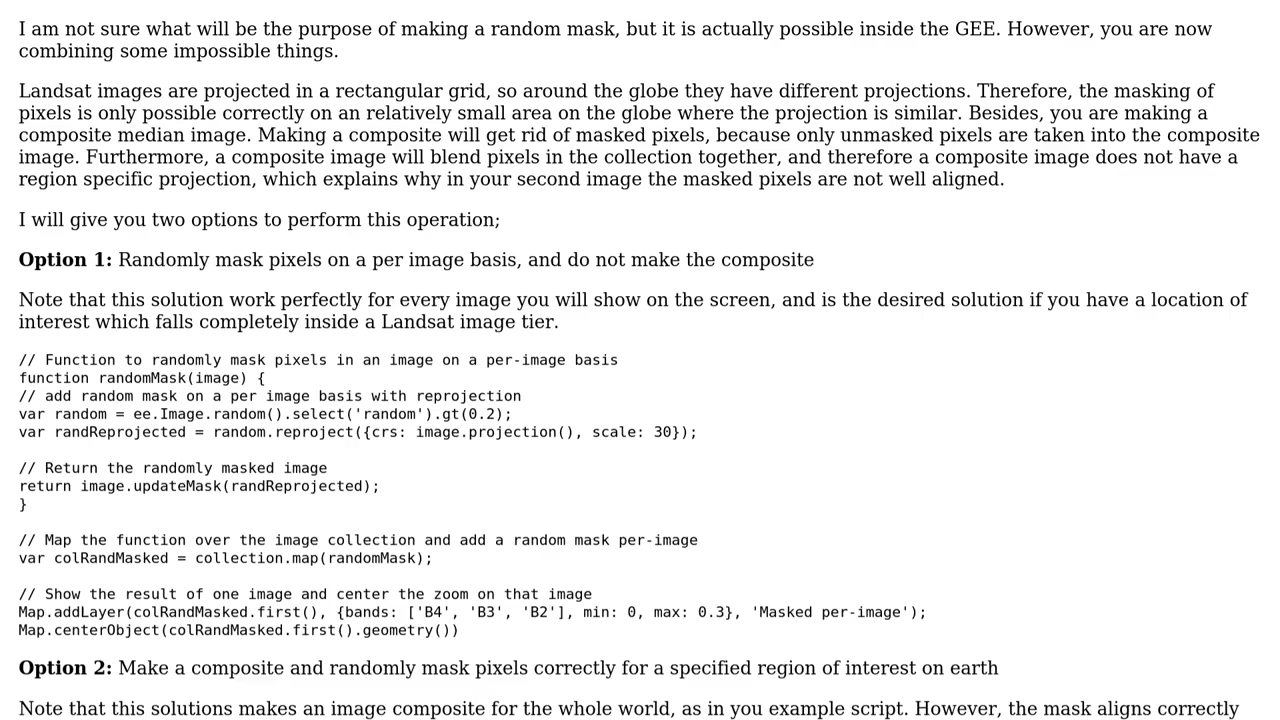 I am not sure what will be the purpose of making a random mask, but it is actually possible inside the GEE. However, you are now
combining some impossible things.
Landsat images are projected in a rectangular grid, so around the globe they have different projections. Therefore, the masking of
pixels is only possible correctly on an relatively small area on the globe where the projection is similar. Besides, you are making a
composite median image. Making a composite will get rid of masked pixels, because only unmasked pixels are taken into the composite
image. Furthermore, a composite image will blend pixels in the collection together, and therefore a composite image does not have a
region specific projection, which explains why in your second image the masked pixels are not well aligned.
I will give you two options to perform this operation;
Option 1: Randomly mask pixels on a per image basis, and do not make the composite
Note that this solution work perfectly for every image you will show on the screen, and is the desired solution if you have a location of
interest which falls completely inside a Landsat image tier.
// Function to randomly mask pixels in an image on a per-image basis
function randomMask(image) {
// add random mask on a per image basis with reprojection
var random = ee.Image.random().select('random').gt(0.2);
var randReprojected = random.reproject({crs: image.projection(), scale: 30});
// Return the randomly masked image
return image.updateMask(randReprojected);
}
// Map the function over the image collection and add a random mask per-image
var colRandMasked = collection.map(randomMask);
// Show the result of one image and center the zoom on that image
Map.addLayer(colRandMasked.first(), {bands: ['B4', 'B3', 'B2'], min: 0, max: 0.3}, 'Masked per-image');
Map.centerObject(colRandMasked.first().geometry())
Option 2: Make a composite and randomly mask pixels correctly for a specified region of interest on earth
Note that this solutions makes an image composite for the whole world, as in you example script. However, the mask aligns correctly